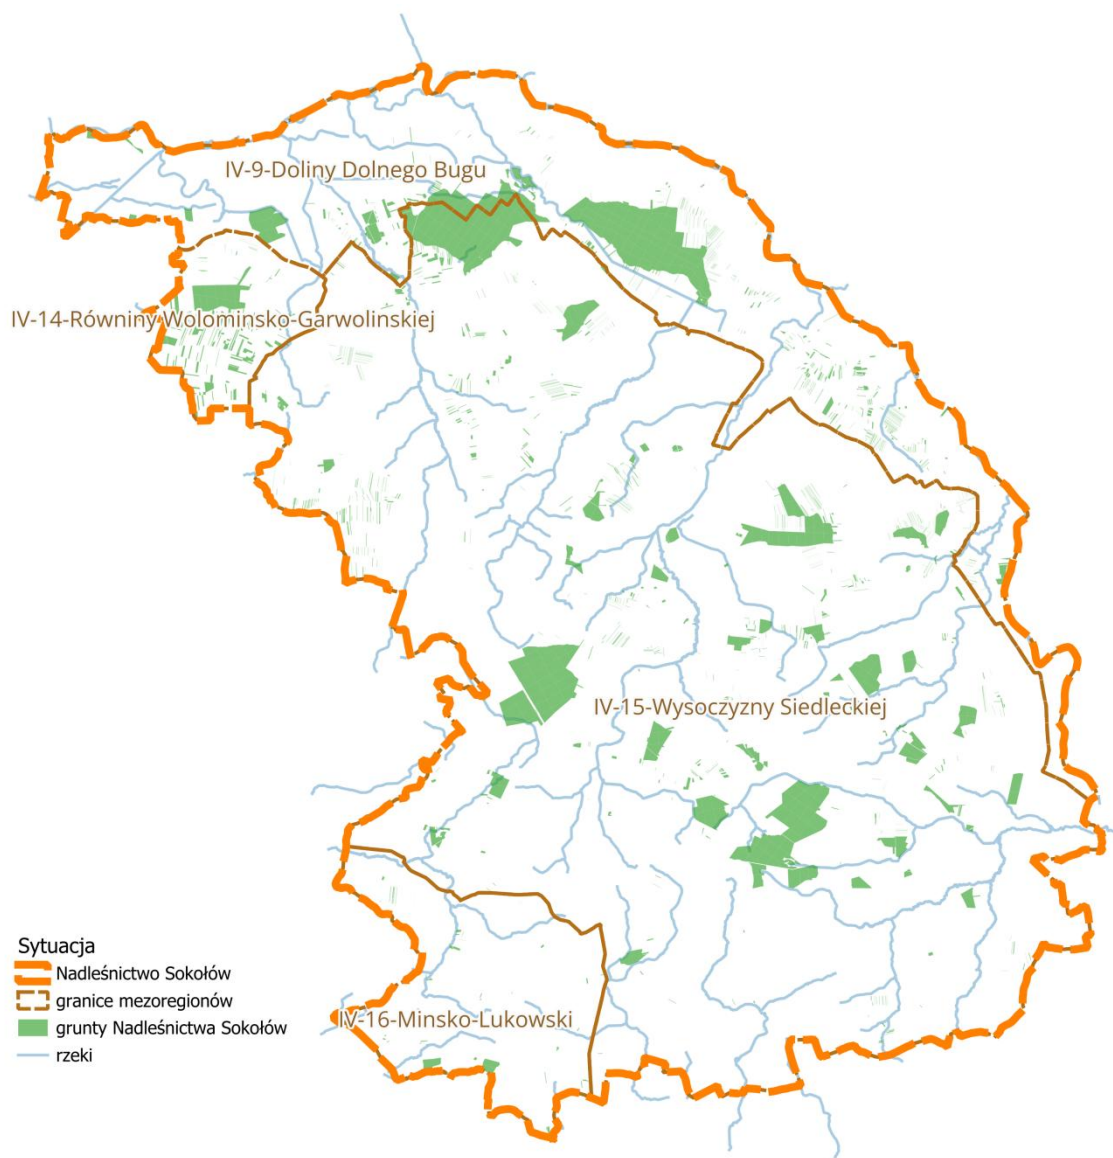 IV-9-Doliny Dolnego Bugu
IV-14-Równiny Wolominsko-Garwolinskiej
IV-15-Wysoczyzny Siedleckiej
IV-16-Minsko-Lukowski
Sytuacja
Nadleśnictwo Sokołów
granice mezoregionów
grunty Nadleśnictwa Sokołów
rzeki